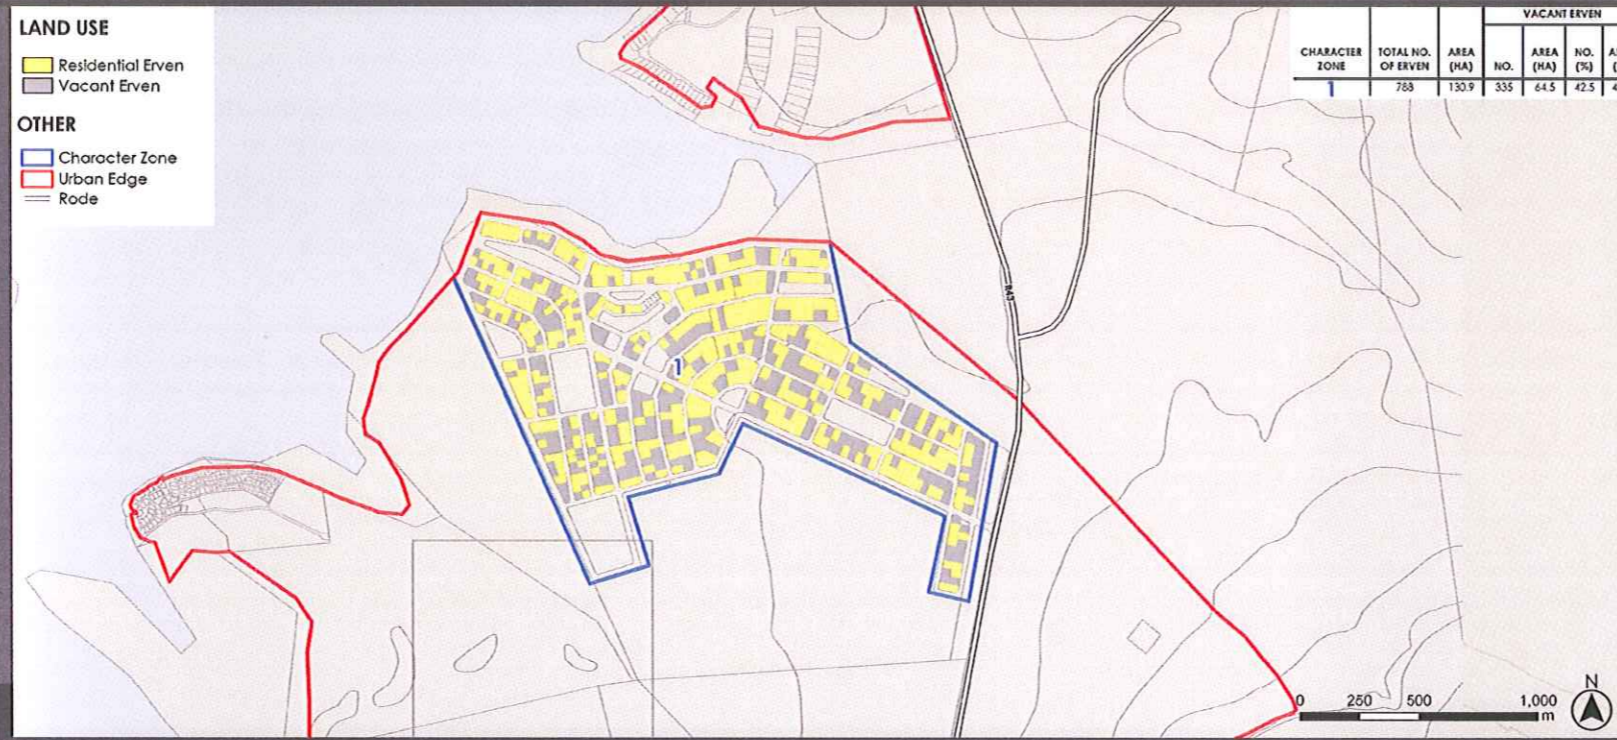 LAND USE
Residential Erven
Vacant Erven
OTHER
Character Zone
Urban Edge
Rode
VACANT ERVEN
CHARACTER ZONE
TOTAL NO. OF ERVEN
AREA (HA)
NO.
AREA (HA)
NO. (%)
1 788 130.9 335 64.5 42.5
1
R43
0 250 500 1,000
m
N